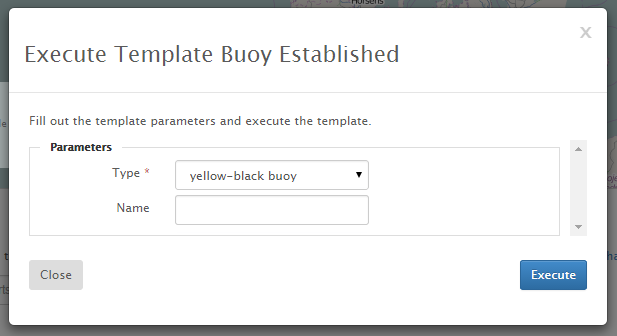 Horsens
X
Execute Template Buoy Established
Fill out the template parameters and execute the template.
Parameters
Type *
yellow-black buoy
Name
Close
Execute